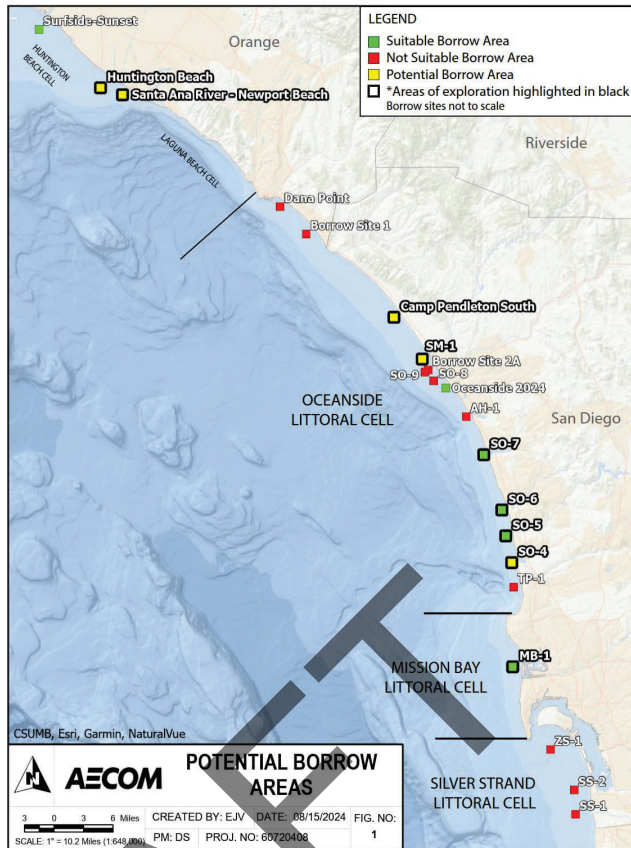 Surfside-Sunset
Orange
LEGEND
Suitable Borrow Area
Not Suitable Borrow Area
Potential Borrow Area
*Areas of exploration highlighted in black
Borrow sites not to scale
HUNTINGTON
BEACH CELL
Huntington Beach
Santa Ana River - Newport Beach
LAGUNA BEACH CELL
Riverside
Dana Point
Borrow Site 1
Camp Pendleton South
SM-1
Borrow Site 2A
SO-9
SO-8
Oceanside 2024
OCEANSIDE
LITTORAL CELL
AH-1
San Diego
SO-7
SO-6
SO-5
SO-4
TP-1
MB-1
MISSION BAY
LITTORAL CELL
ZS-1
SILVER STRAND
LITTORAL CELL
SS-2
SS-1
CSUMB, Esri, Garmin, NaturalVue
N
AECOM
POTENTIAL BORROW
AREAS
3 0 3 6 Miles
SCALE: 1" = 10.2 Miles (1:648,000)
CREATED BY: EJV DATE: 08/15/2024
PM: DS PROJ. NO: 60720408
FIG. NO:
1